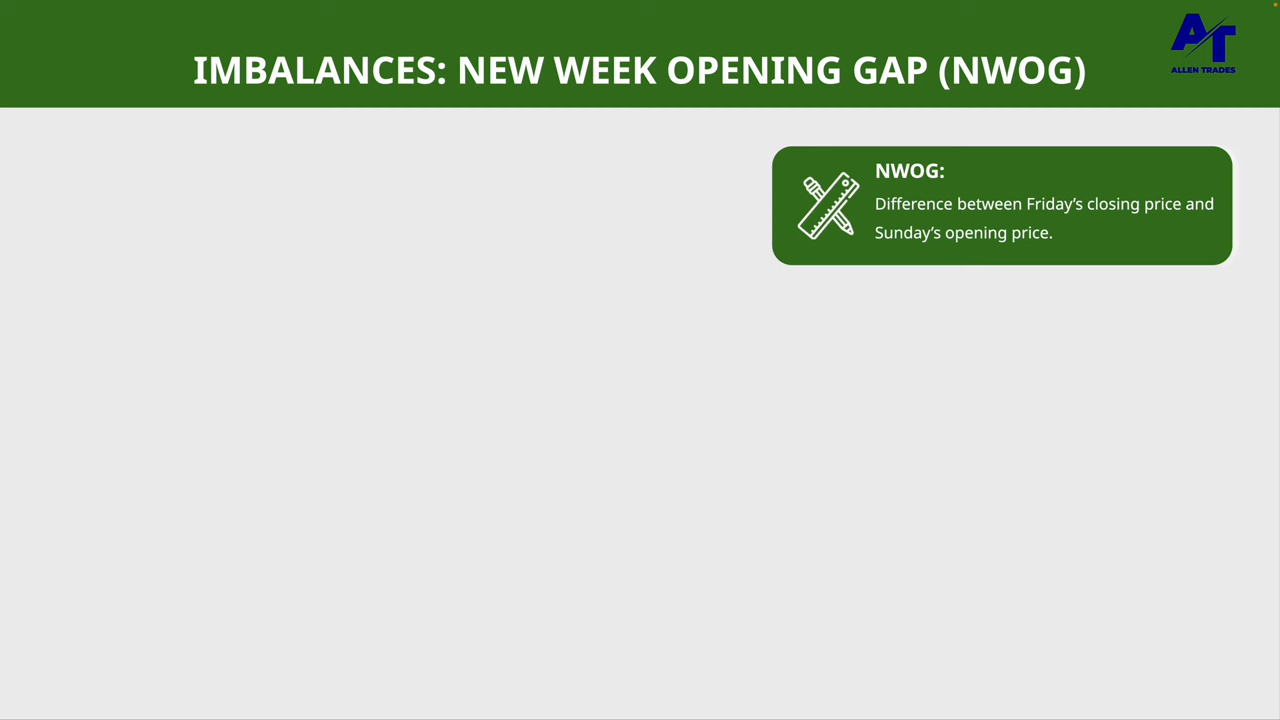 IMBALANCES: NEW WEEK OPENING GAP (NWOG)
AT
ALLEN TRADES
NWOG:
Difference between Friday’s closing price and
Sunday’s opening price.